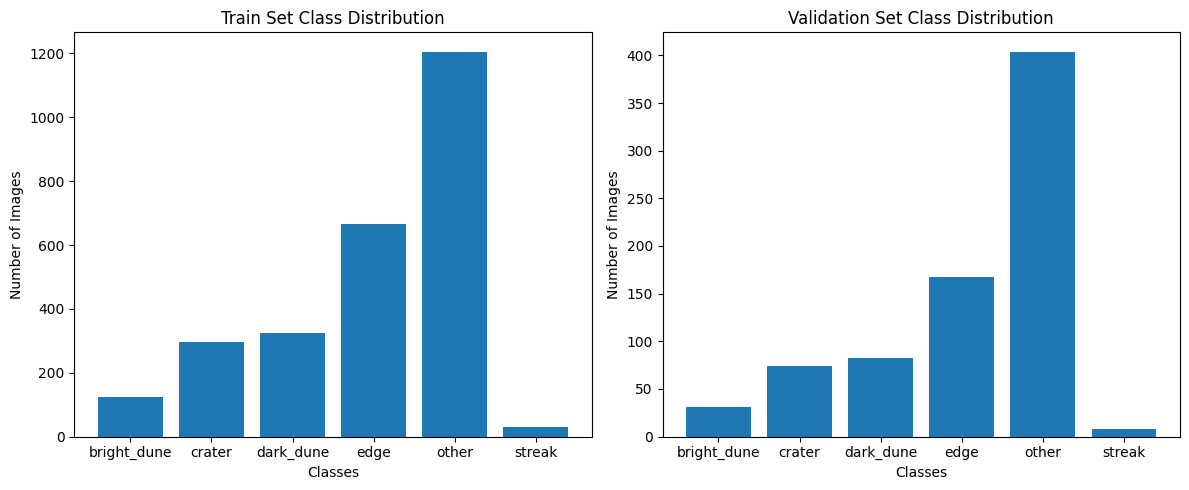 Train Set Class Distribution
Number of Images
1200
1000
800
600
400
200
0
bright_dune crater dark_dune edge other streak
Classes
Validation Set Class Distribution
Number of Images
400
350
300
250
200
150
100
50
0
bright_dune crater dark_dune edge other streak
Classes